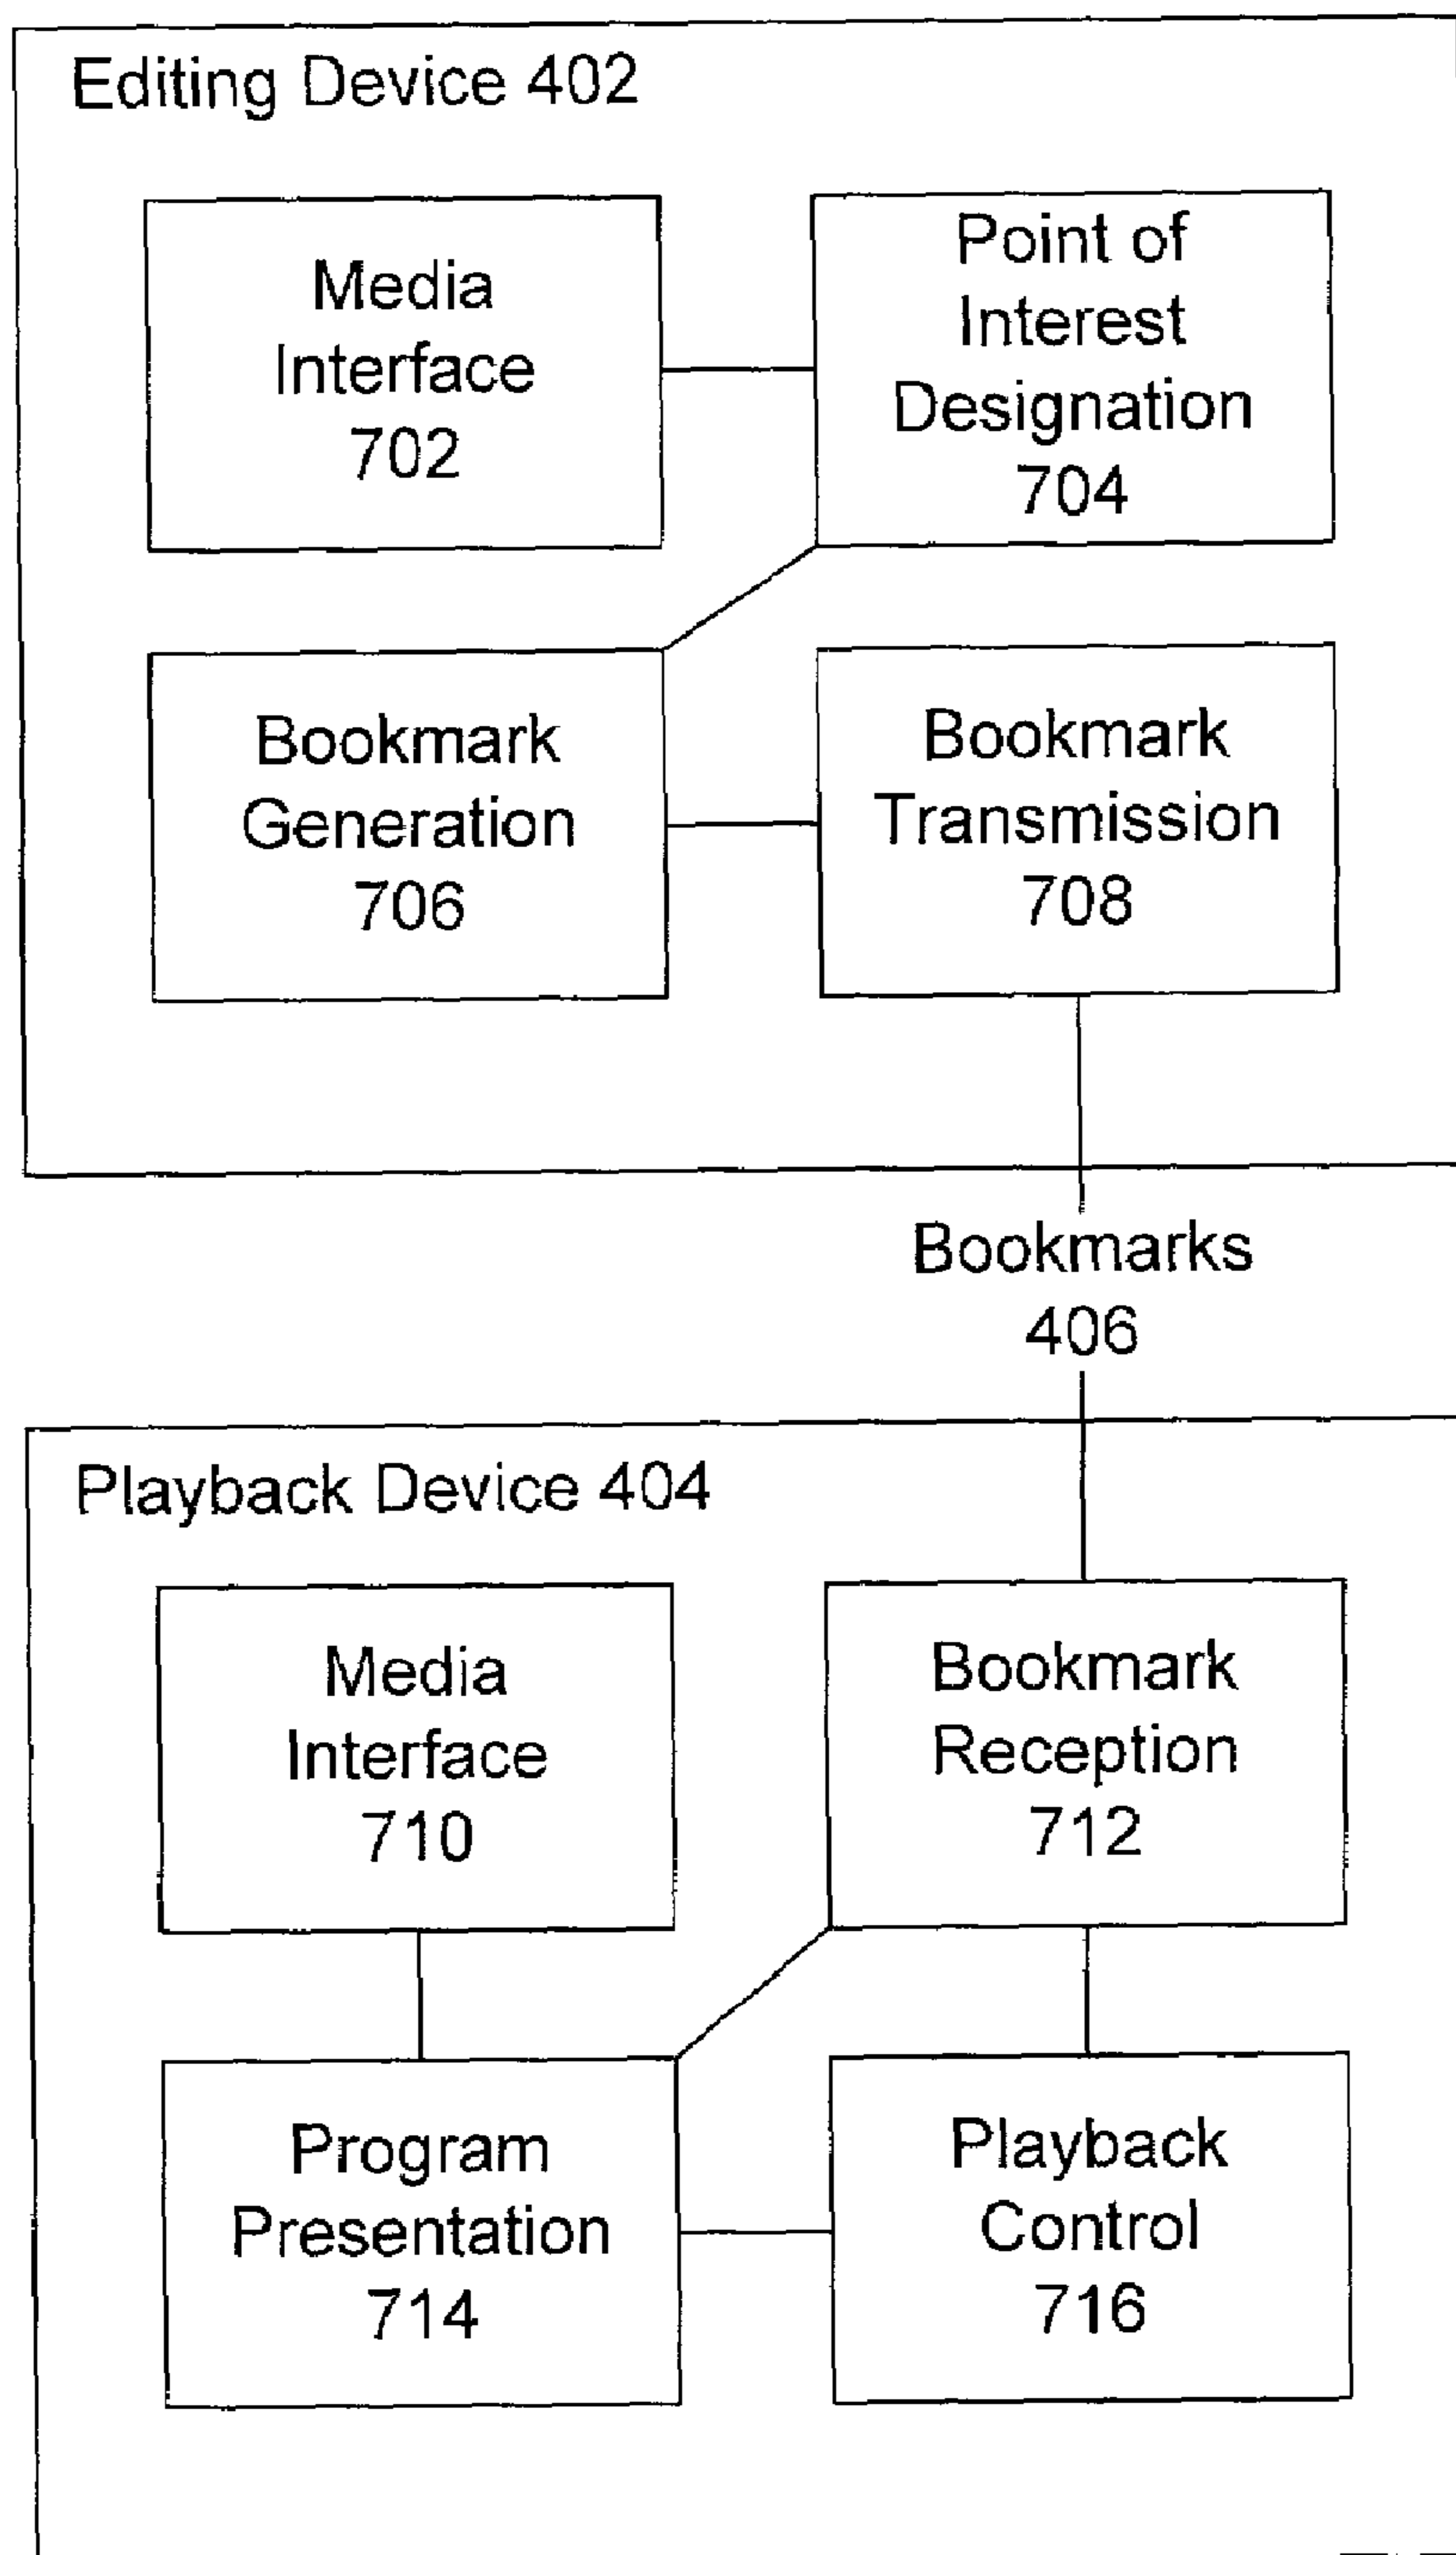 Editing Device 402
Media
Interface
702
Point of
Interest
Designation
704
Bookmark
Generation
706
Bookmark
Transmission
708
Bookmarks
406
Playback Device 404
Media
Interface
710
Bookmark
Reception
712
Program
Presentation
714
Playback
Control
716